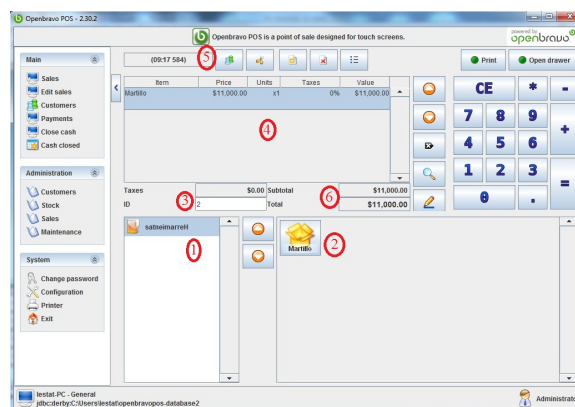 Openbravo POS - 2.30.2
Openbravo POS is a point of sale designed for touch screens.
powered by
openbravo
Main
Sales
Edit sales
Customers
Payments
Close cash
Cash closed
Administration
Customers
Stock
Sales
Maintenance
System
Change password
Configuration
Printer
Exit
(09:17 584)
5
Print
Open drawer
Item Price Units Taxes Value
Martillo $11,000.00 x1 0% $11,000.00
4
CE * -
7 8 9 +
4 5 6
1 2 3 =
0 .
Taxes $0.00 Subtotal $11,000.00
3
6
ID 2 Total $11,000.00
satneimarreH
1
Martillo
2
lestat-PC - General
jdbc:derby:C:\Users\lestat\openbravopos-database2
Administrato